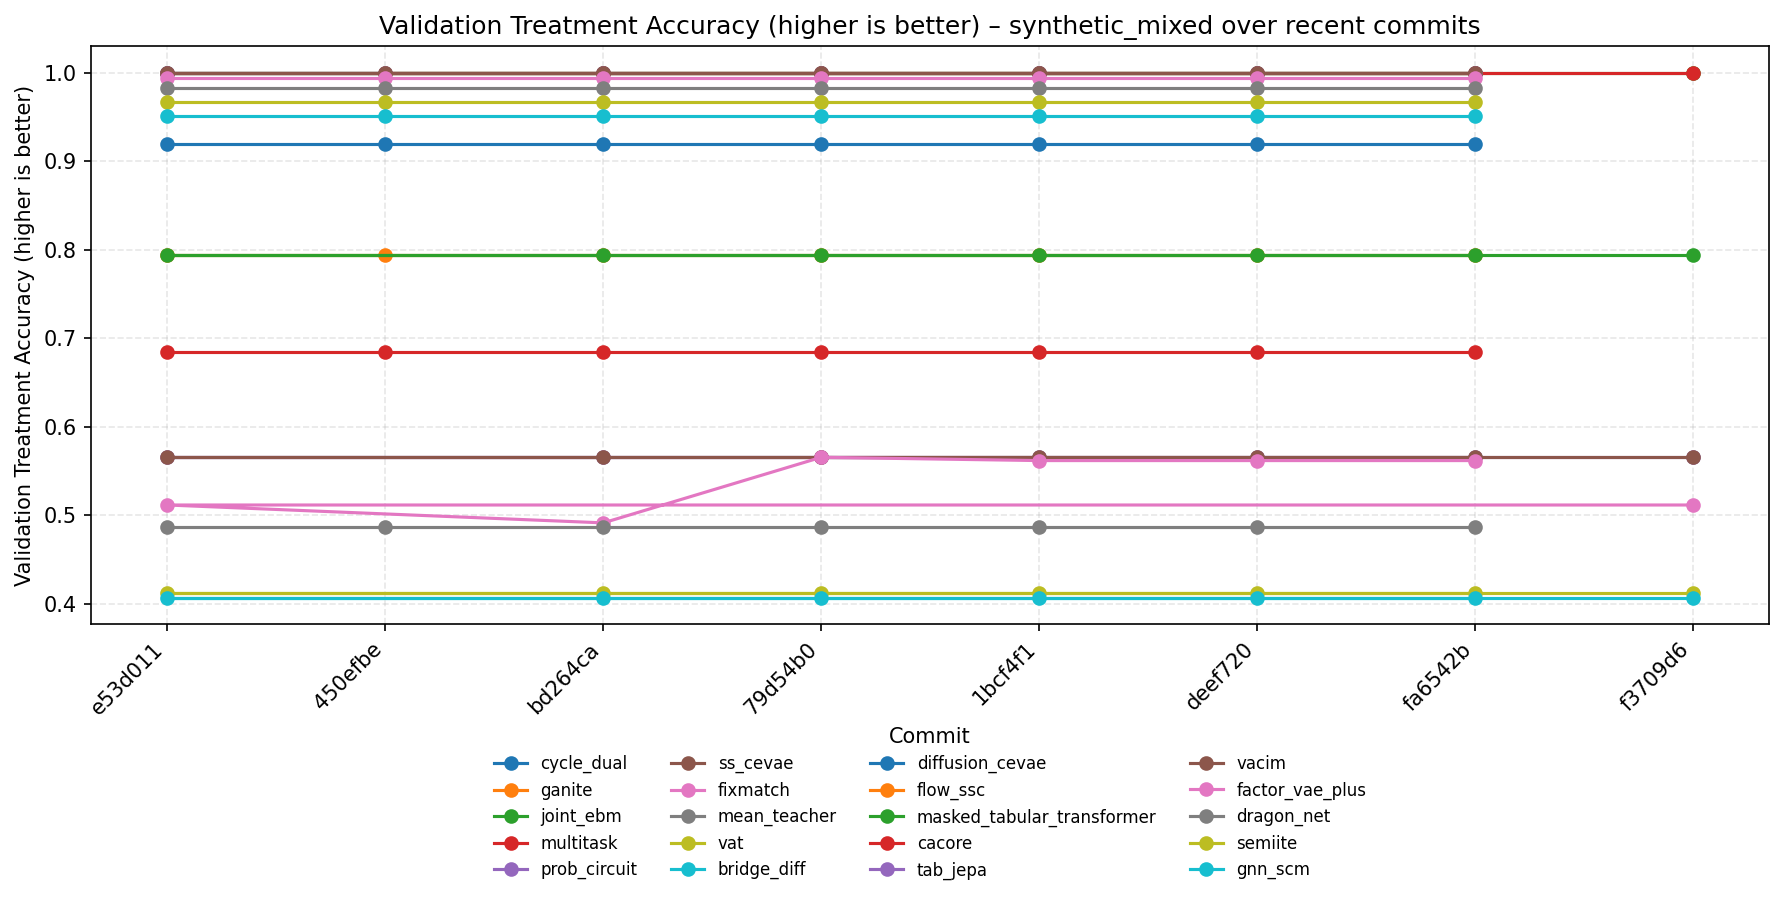 Validation Treatment Accuracy (higher is better) – synthetic_mixed over recent commits
Validation Treatment Accuracy (higher is better)
1.0
0.9
0.8
0.7
0.6
0.5
0.4
e53d011
450efbe
bd264ca
79d54b0
1bcf4f1
deef720
fa6542b
f3709d6
Commit
cycle_dual
ganite
joint_ebm
multitask
prob_circuit
ss_cevae
fixmatch
mean_teacher
vat
bridge_diff
diffusion_cevae
flow_ssc
masked_tabular_transformer
cacore
tab_jepa
vacim
factor_vae_plus
dragon_net
semiite
gnn_scm